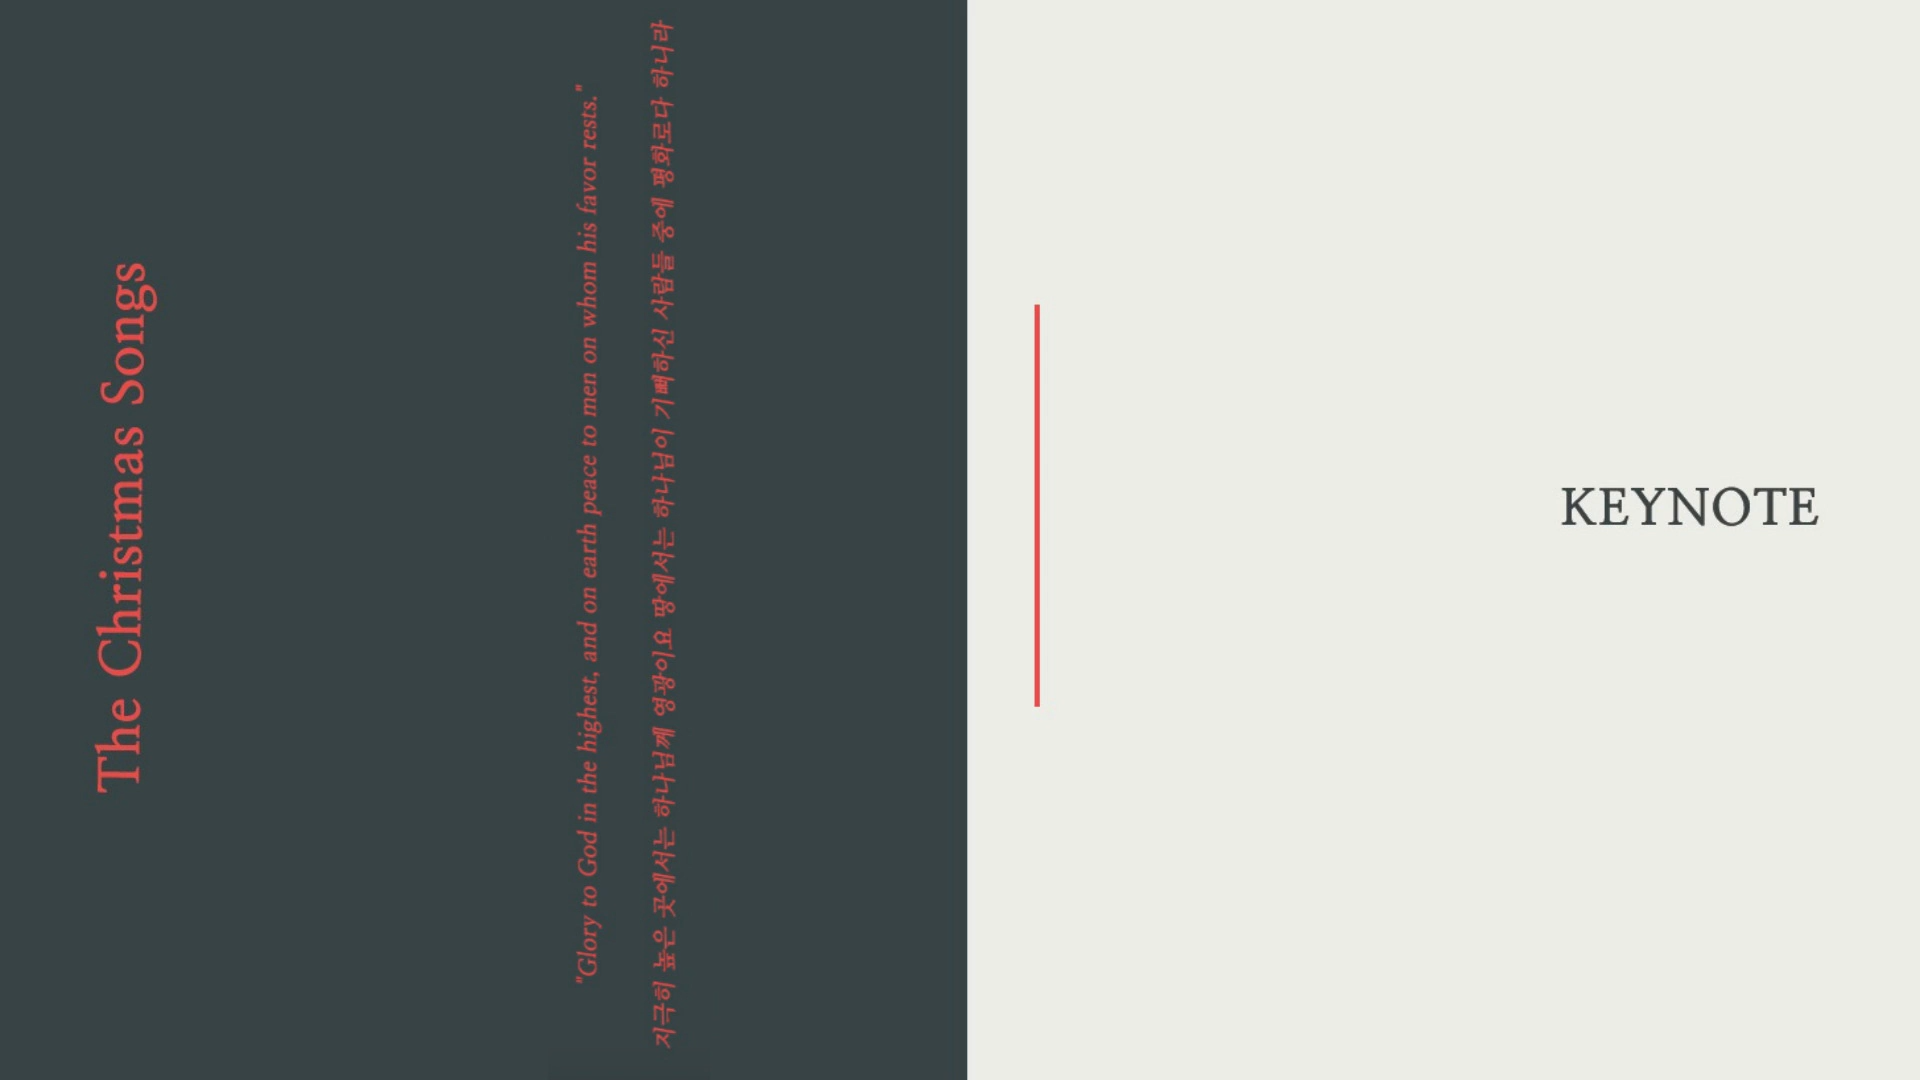 The Christmas Songs
"Glory to God in the highest, and on earth peace to men on whom his favor rests."
지극히 높은 곳에서는 하나님께 영광이요 땅에서는 하나님이 기뻐하신 사람들 중에 평화로다 하니라
KEYNOTE